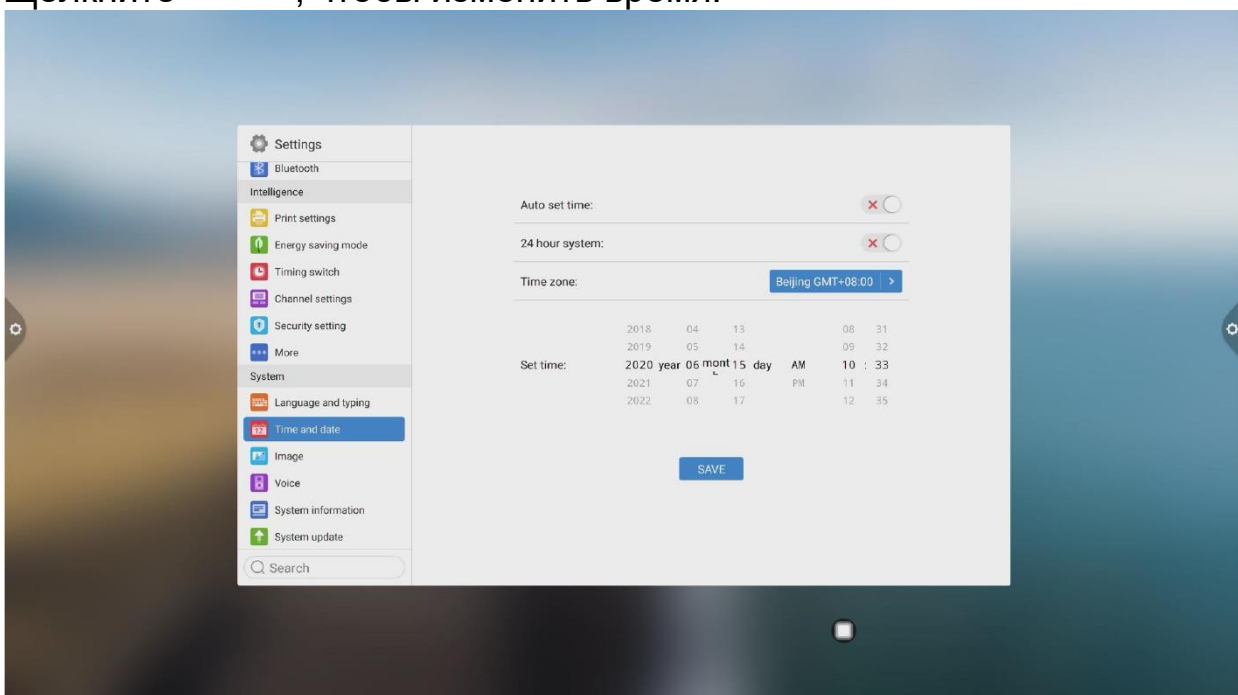 Щелкните , чтобы изменить время.
Settings
Bluetooth
Intelligence
Print settings
Energy saving mode
Timing switch
Channel settings
Security setting
More
System
Language and typing
Time and date
Image
Voice
System information
System update
Search
Auto set time:
24 hour system:
Time zone: Beijing GMT+08:00 >
2018 04 13 08 31
2019 05 14 09 32
Set time: 2020 year 06 mont 15 day AM 10 : 33
2021 07 16 PM 11 34
2022 08 17 12 35
SAVE